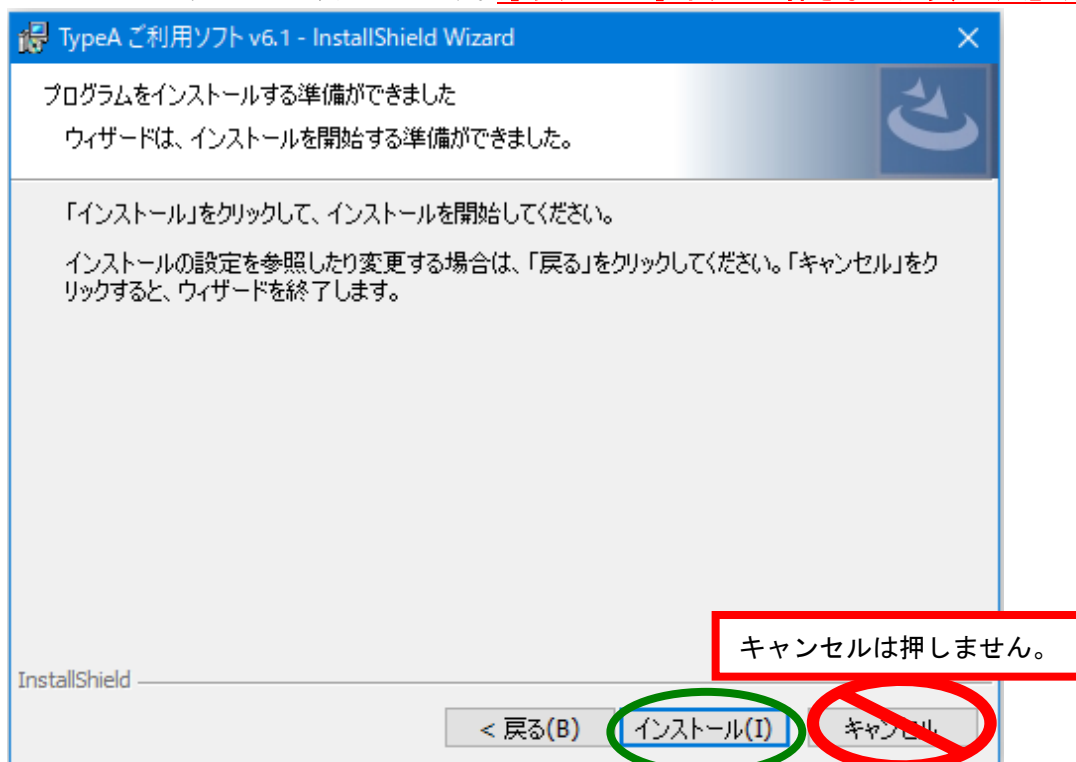 TypeA ご利用ソフト v6.1 - InstallShield Wizard
プログラムをインストールする準備ができました
ウィザードは、インストールを開始する準備ができました。
「インストール」をクリックして、インストールを開始してください。
インストールの設定を参照したり変更する場合は、「戻る」をクリックしてください。「キャンセル」をク
リックすると、ウィザードを終了します。
キャンセルは押しません。
InstallShield
< 戻る(B)
インストール(I)
キャンセル